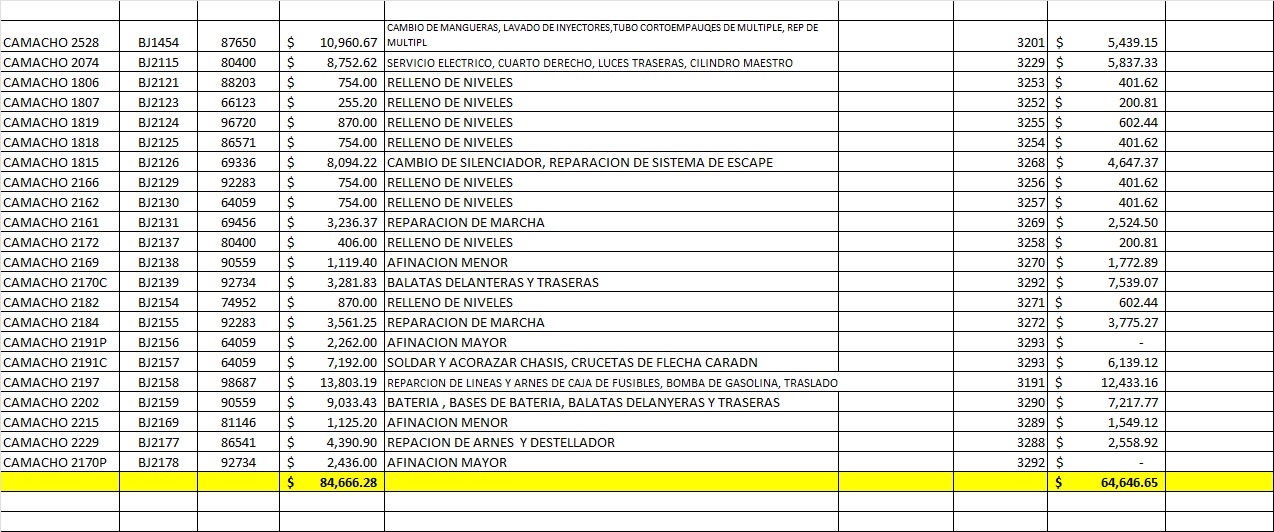 CAMBIO DE MANGUERAS, LAVADO DE INYECTORES,TUBO CORTOEMPAUQES DE MULTIPLE, REP DE
CAMACHO 2528 BJ1454 87650 $ 10,960.67 MULTIPL 3201 $ 5,439.15
CAMACHO 2074 BJ2115 80400 $ 8,752.62 SERVICIO ELECTRICO, CUARTO DERECHO, LUCES TRASERAS, CILINDRO MAESTRO 3229 $ 5,837.33
CAMACHO 1806 BJ2121 88203 $ 754.00 RELLENO DE NIVELES 3253 $ 401.62
CAMACHO 1807 BJ2123 66123 $ 255.20 RELLENO DE NIVELES 3252 $ 200.81
CAMACHO 1819 BJ2124 96720 $ 870.00 RELLENO DE NIVELES 3255 $ 602.44
CAMACHO 1818 BJ2125 86571 $ 754.00 RELLENO DE NIVELES 3254 $ 401.62
CAMACHO 1815 BJ2126 69336 $ 8,094.22 CAMBIO DE SILENCIADOR, REPARACION DE SISTEMA DE ESCAPE 3268 $ 4,647.37
CAMACHO 2166 BJ2129 92283 $ 754.00 RELLENO DE NIVELES 3256 $ 401.62
CAMACHO 2162 BJ2130 64059 $ 754.00 RELLENO DE NIVELES 3257 $ 401.62
CAMACHO 2161 BJ2131 69456 $ 3,236.37 REPARACION DE MARCHA 3269 $ 2,524.50
CAMACHO 2172 BJ2137 80400 $ 406.00 RELLENO DE NIVELES 3258 $ 200.81
CAMACHO 2169 BJ2138 90559 $ 1,119.40 AFINACION MENOR 3270 $ 1,772.89
CAMACHO 2170C BJ2139 92734 $ 3,281.83 BALATAS DELANTERAS Y TRASERAS 3292 $ 7,539.07
CAMACHO 2182 BJ2154 74952 $ 870.00 RELLENO DE NIVELES 3271 $ 602.44
CAMACHO 2184 BJ2155 92283 $ 3,561.25 REPARACION DE MARCHA 3272 $ 3,775.27
CAMACHO 2191P BJ2156 64059 $ 2,262.00 AFINACION MAYOR 3293 $ -
CAMACHO 2191C BJ2157 64059 $ 7,192.00 SOLDAR Y ACORAZAR CHASIS, CRUCETAS DE FLECHA CARADN 3293 $ 6,139.12
CAMACHO 2197 BJ2158 98687 $ 13,803.19 REPARCION DE LINEAS Y ARNES DE CAJA DE FUSIBLES, BOMBA DE GASOLINA, TRASLADO 3191 $ 12,433.16
CAMACHO 2202 BJ2159 90559 $ 9,033.43 BATERIA , BASES DE BATERIA, BALATAS DELANYERAS Y TRASERAS 3290 $ 7,217.77
CAMACHO 2215 BJ2169 81146 $ 1,125.20 AFINACION MENOR 3289 $ 1,549.12
CAMACHO 2229 BJ2177 86541 $ 4,390.90 REPACION DE ARNES Y DESTELLADOR 3288 $ 2,558.92
CAMACHO 2170P BJ2178 92734 $ 2,436.00 AFINACION MAYOR 3292 $ -
$ 84,666.28 $ 64,646.65